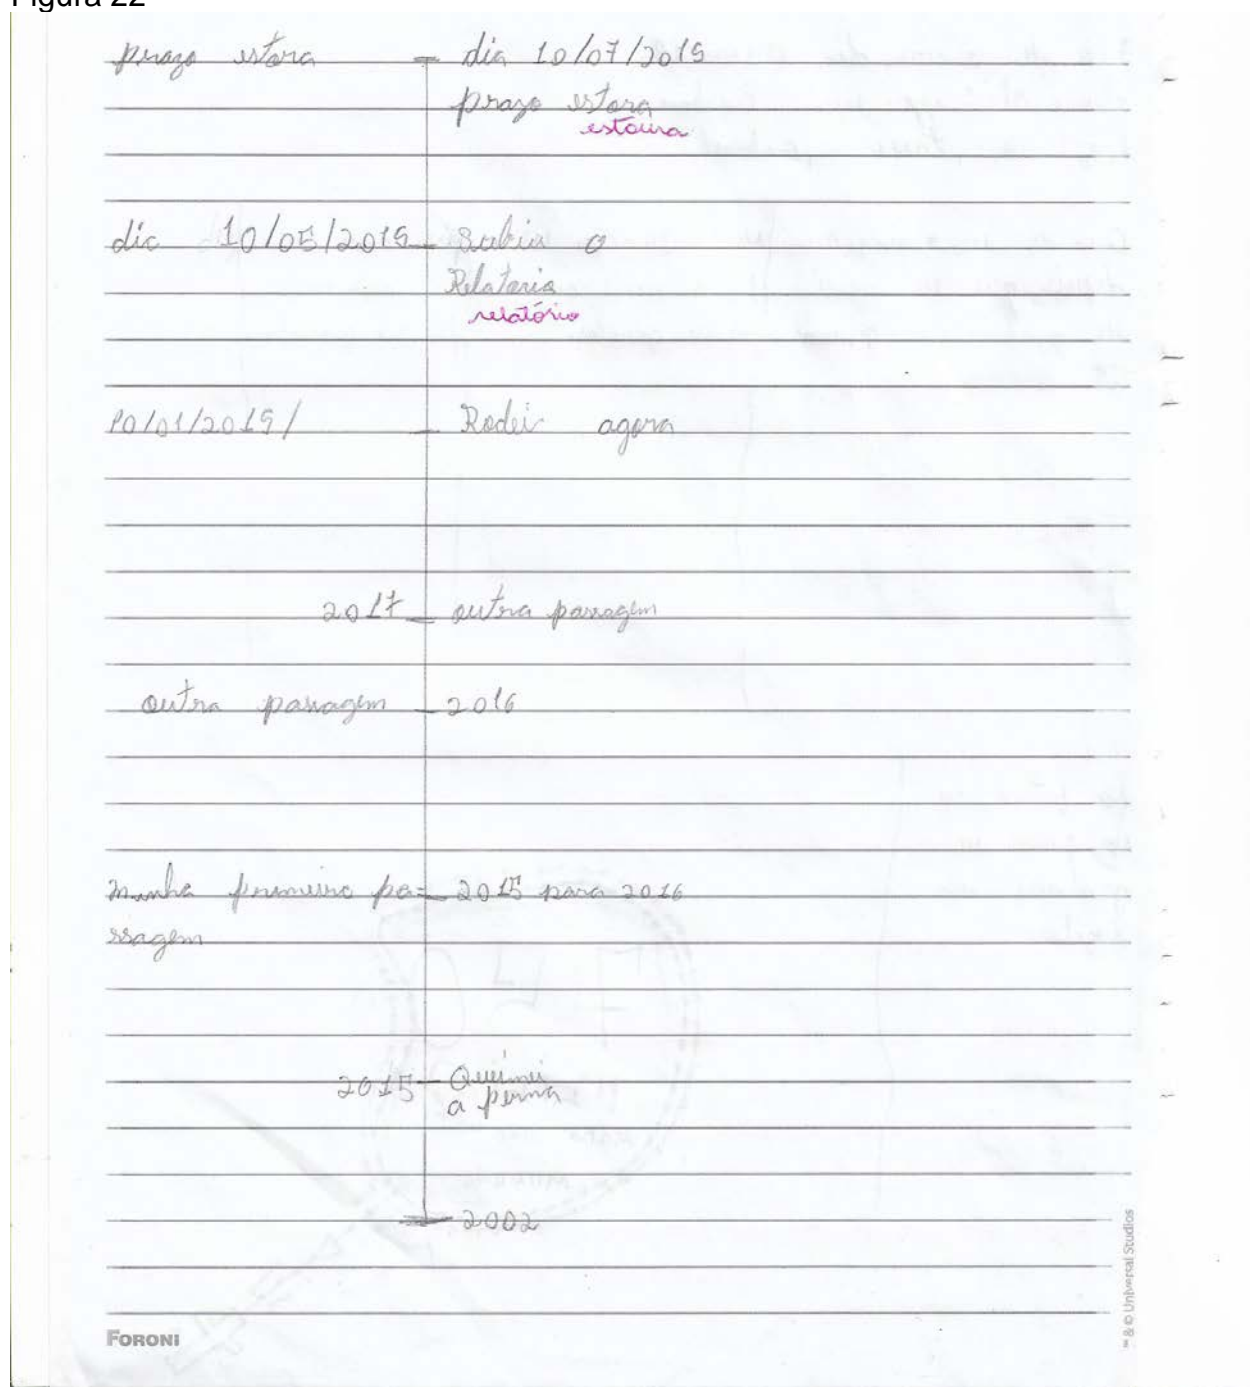 Figura 22
prazo estora dia 10/07/2019
prazo estora
estoura
dia 10/05/2019 Subiu o
Relatoria
relatório
10/01/2019/ Rodei agora
2017 outra passagem
outra passagem 2016
minha primeira pa=
ssagem
2015 para 2016
2015 Queimei
a perna
2002
FORONI
™ & © Universal Studios